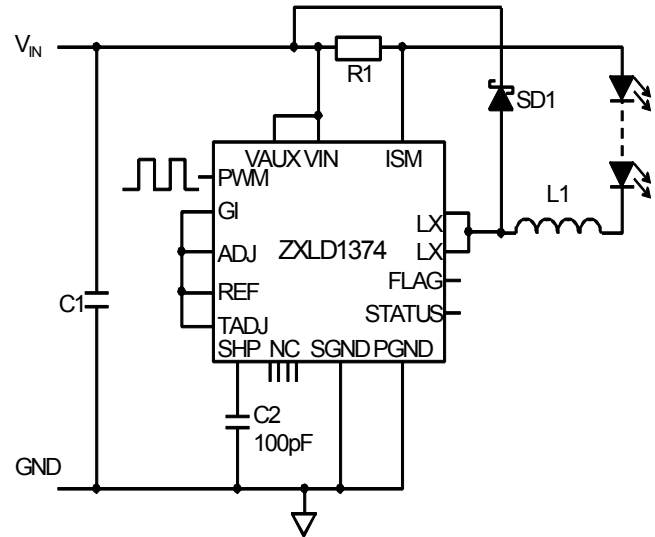 VIN
R1
SD1
VAUX VIN ISM
PWM
GI
L1
LX
ADJ
ZXLD1374
LX
FLAG
REF
C1
STATUS
TADJ
SHP NC SGND PGND
C2
100pF
GND